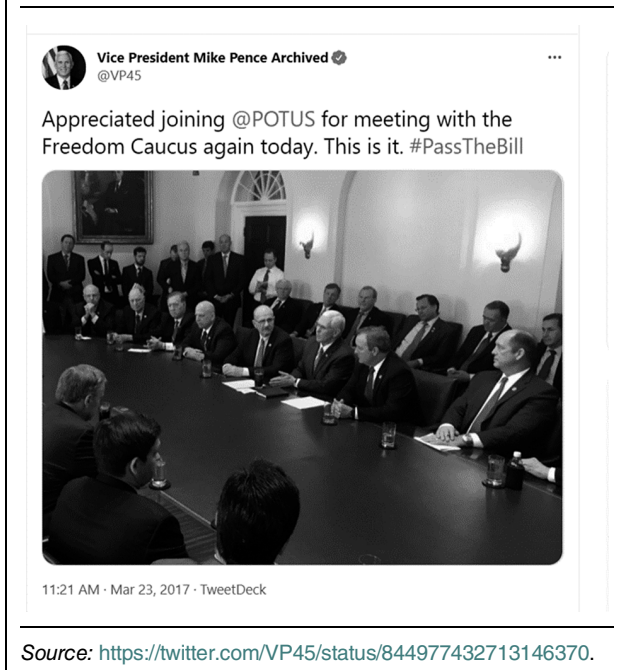 Vice President Mike Pence Archived
@VP45
Appreciated joining @POTUS for meeting with the
Freedom Caucus again today. This is it. #PassTheBill
11:21 AM · Mar 23, 2017 · TweetDeck
Source: https://twitter.com/VP45/status/844977432713146370.